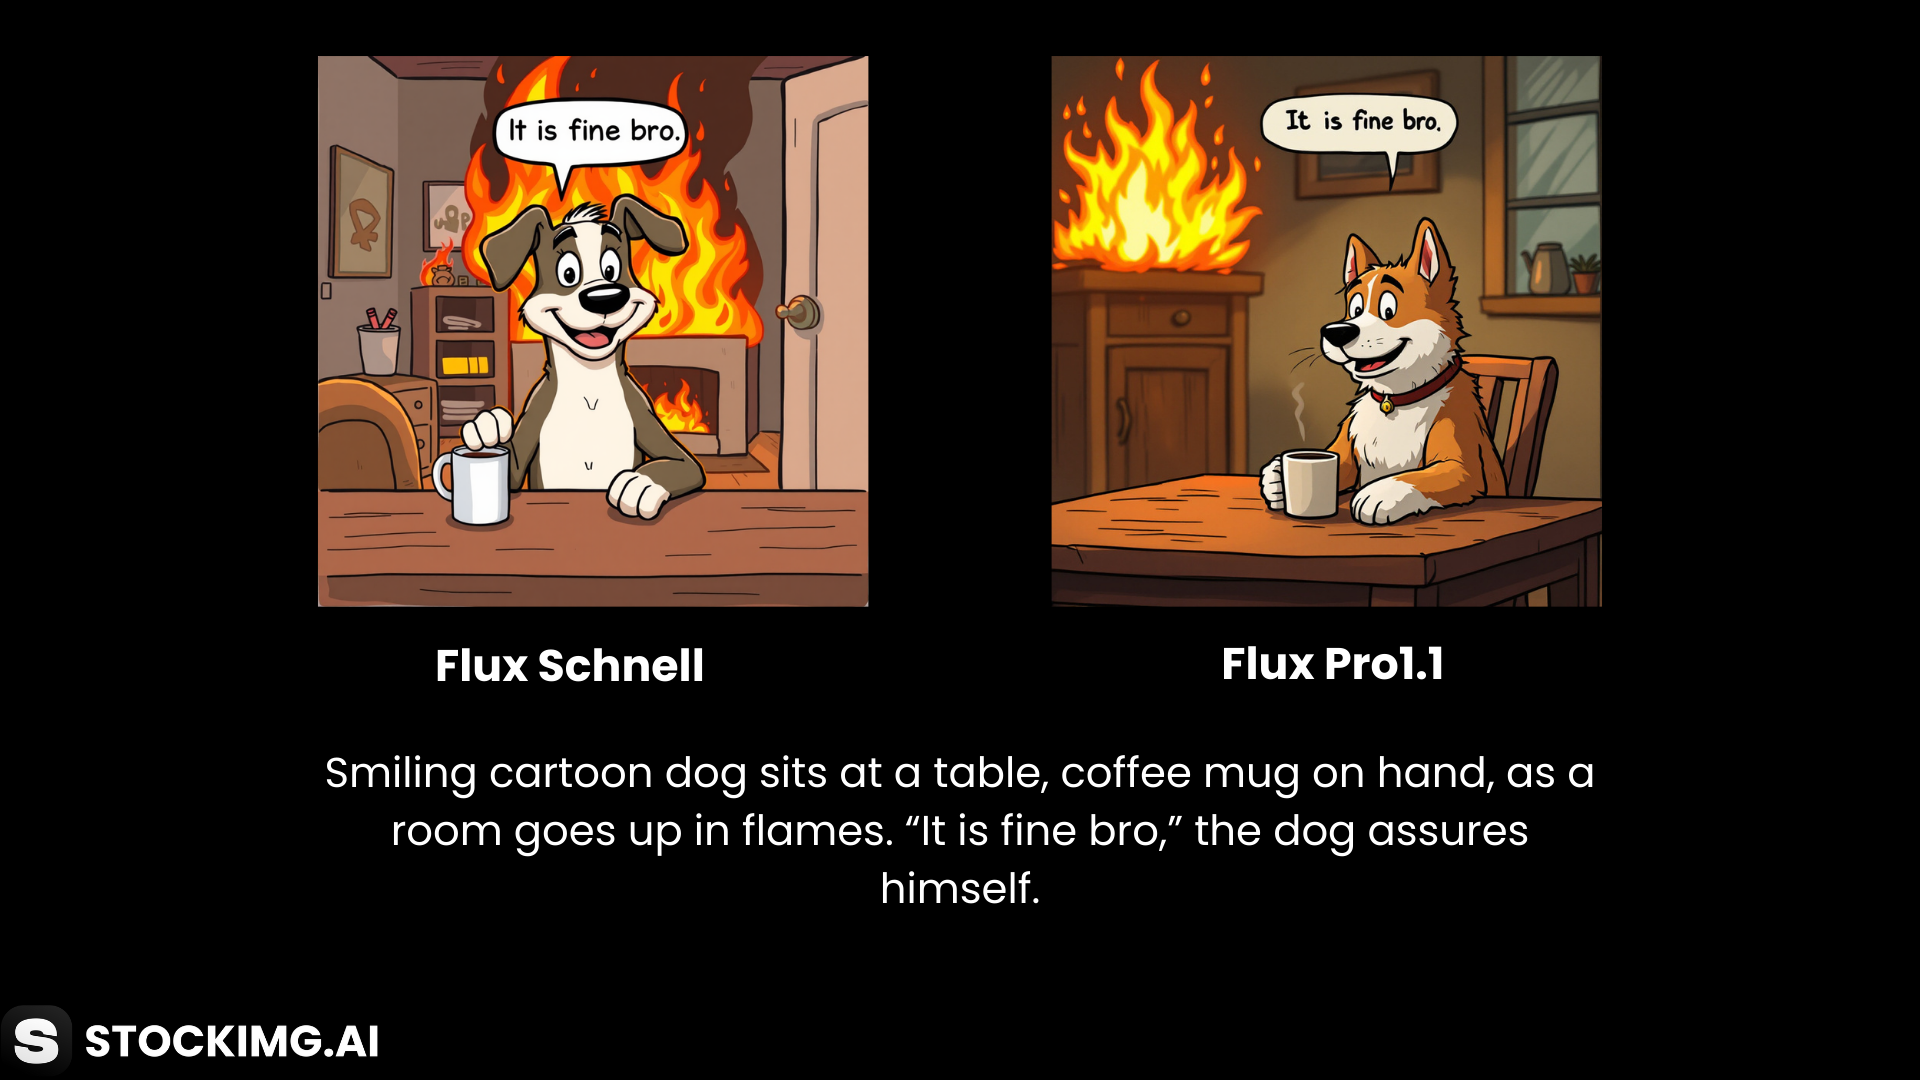 It is fine bro.
It is fine bro.
Flux Schnell
Flux Pro1.1
Smiling cartoon dog sits at a table, coffee mug on hand, as a
room goes up in flames. “It is fine bro,” the dog assures
himself.
S STOCKIMG.AI